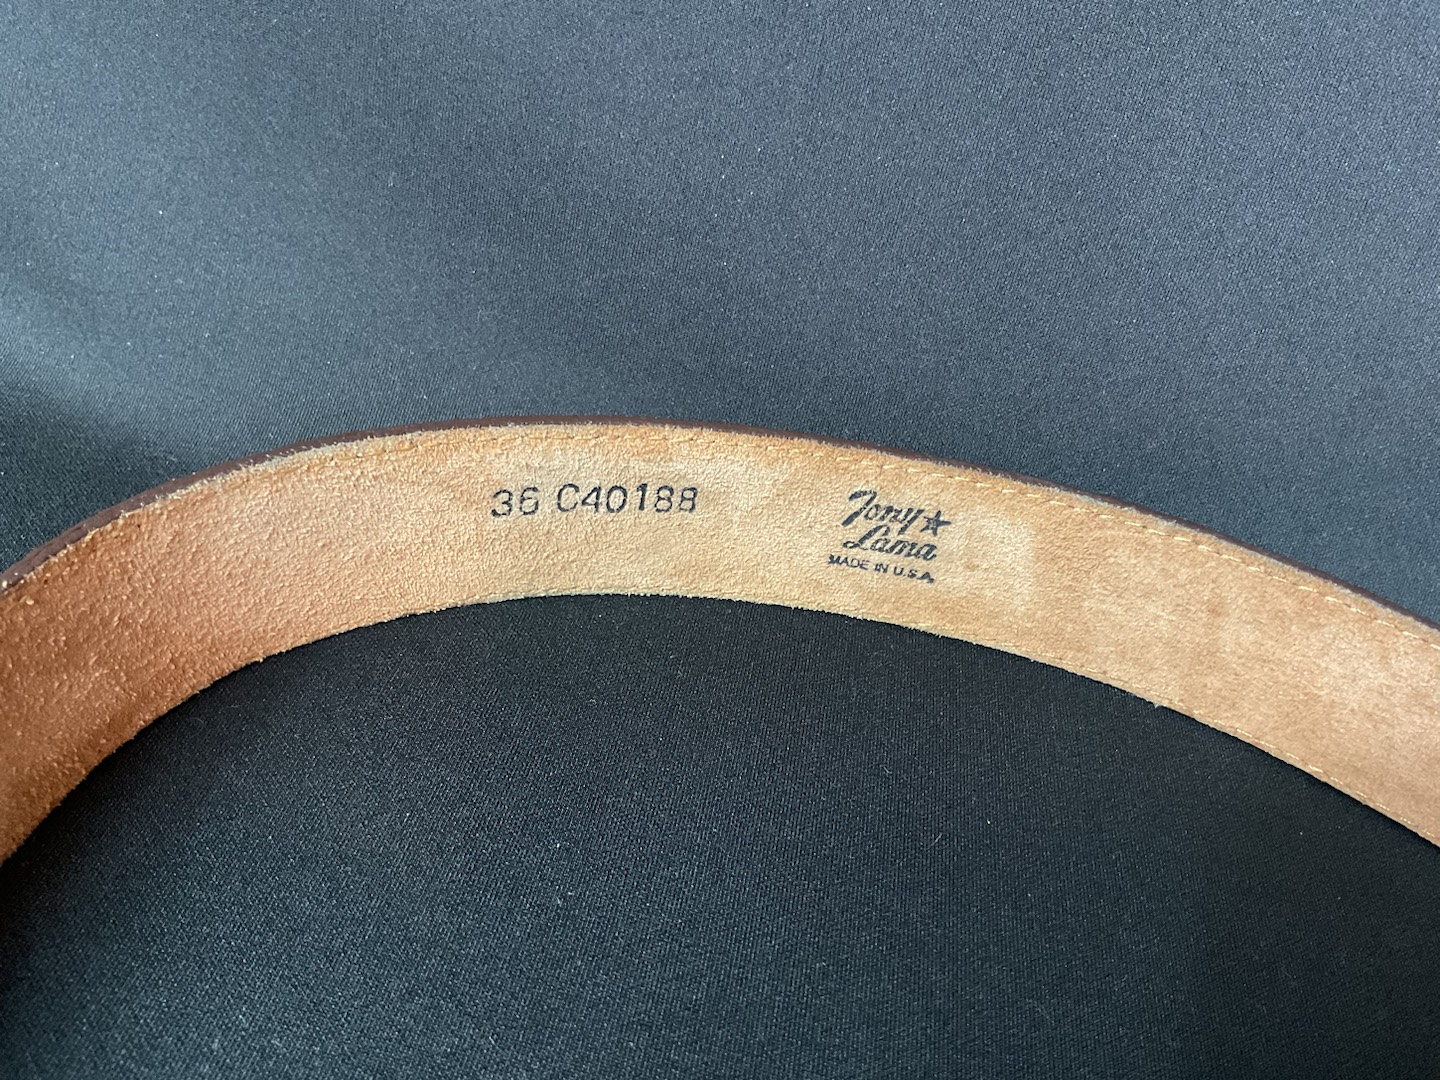 36 C40188
Tony
Lama
MADE IN U.S.A.